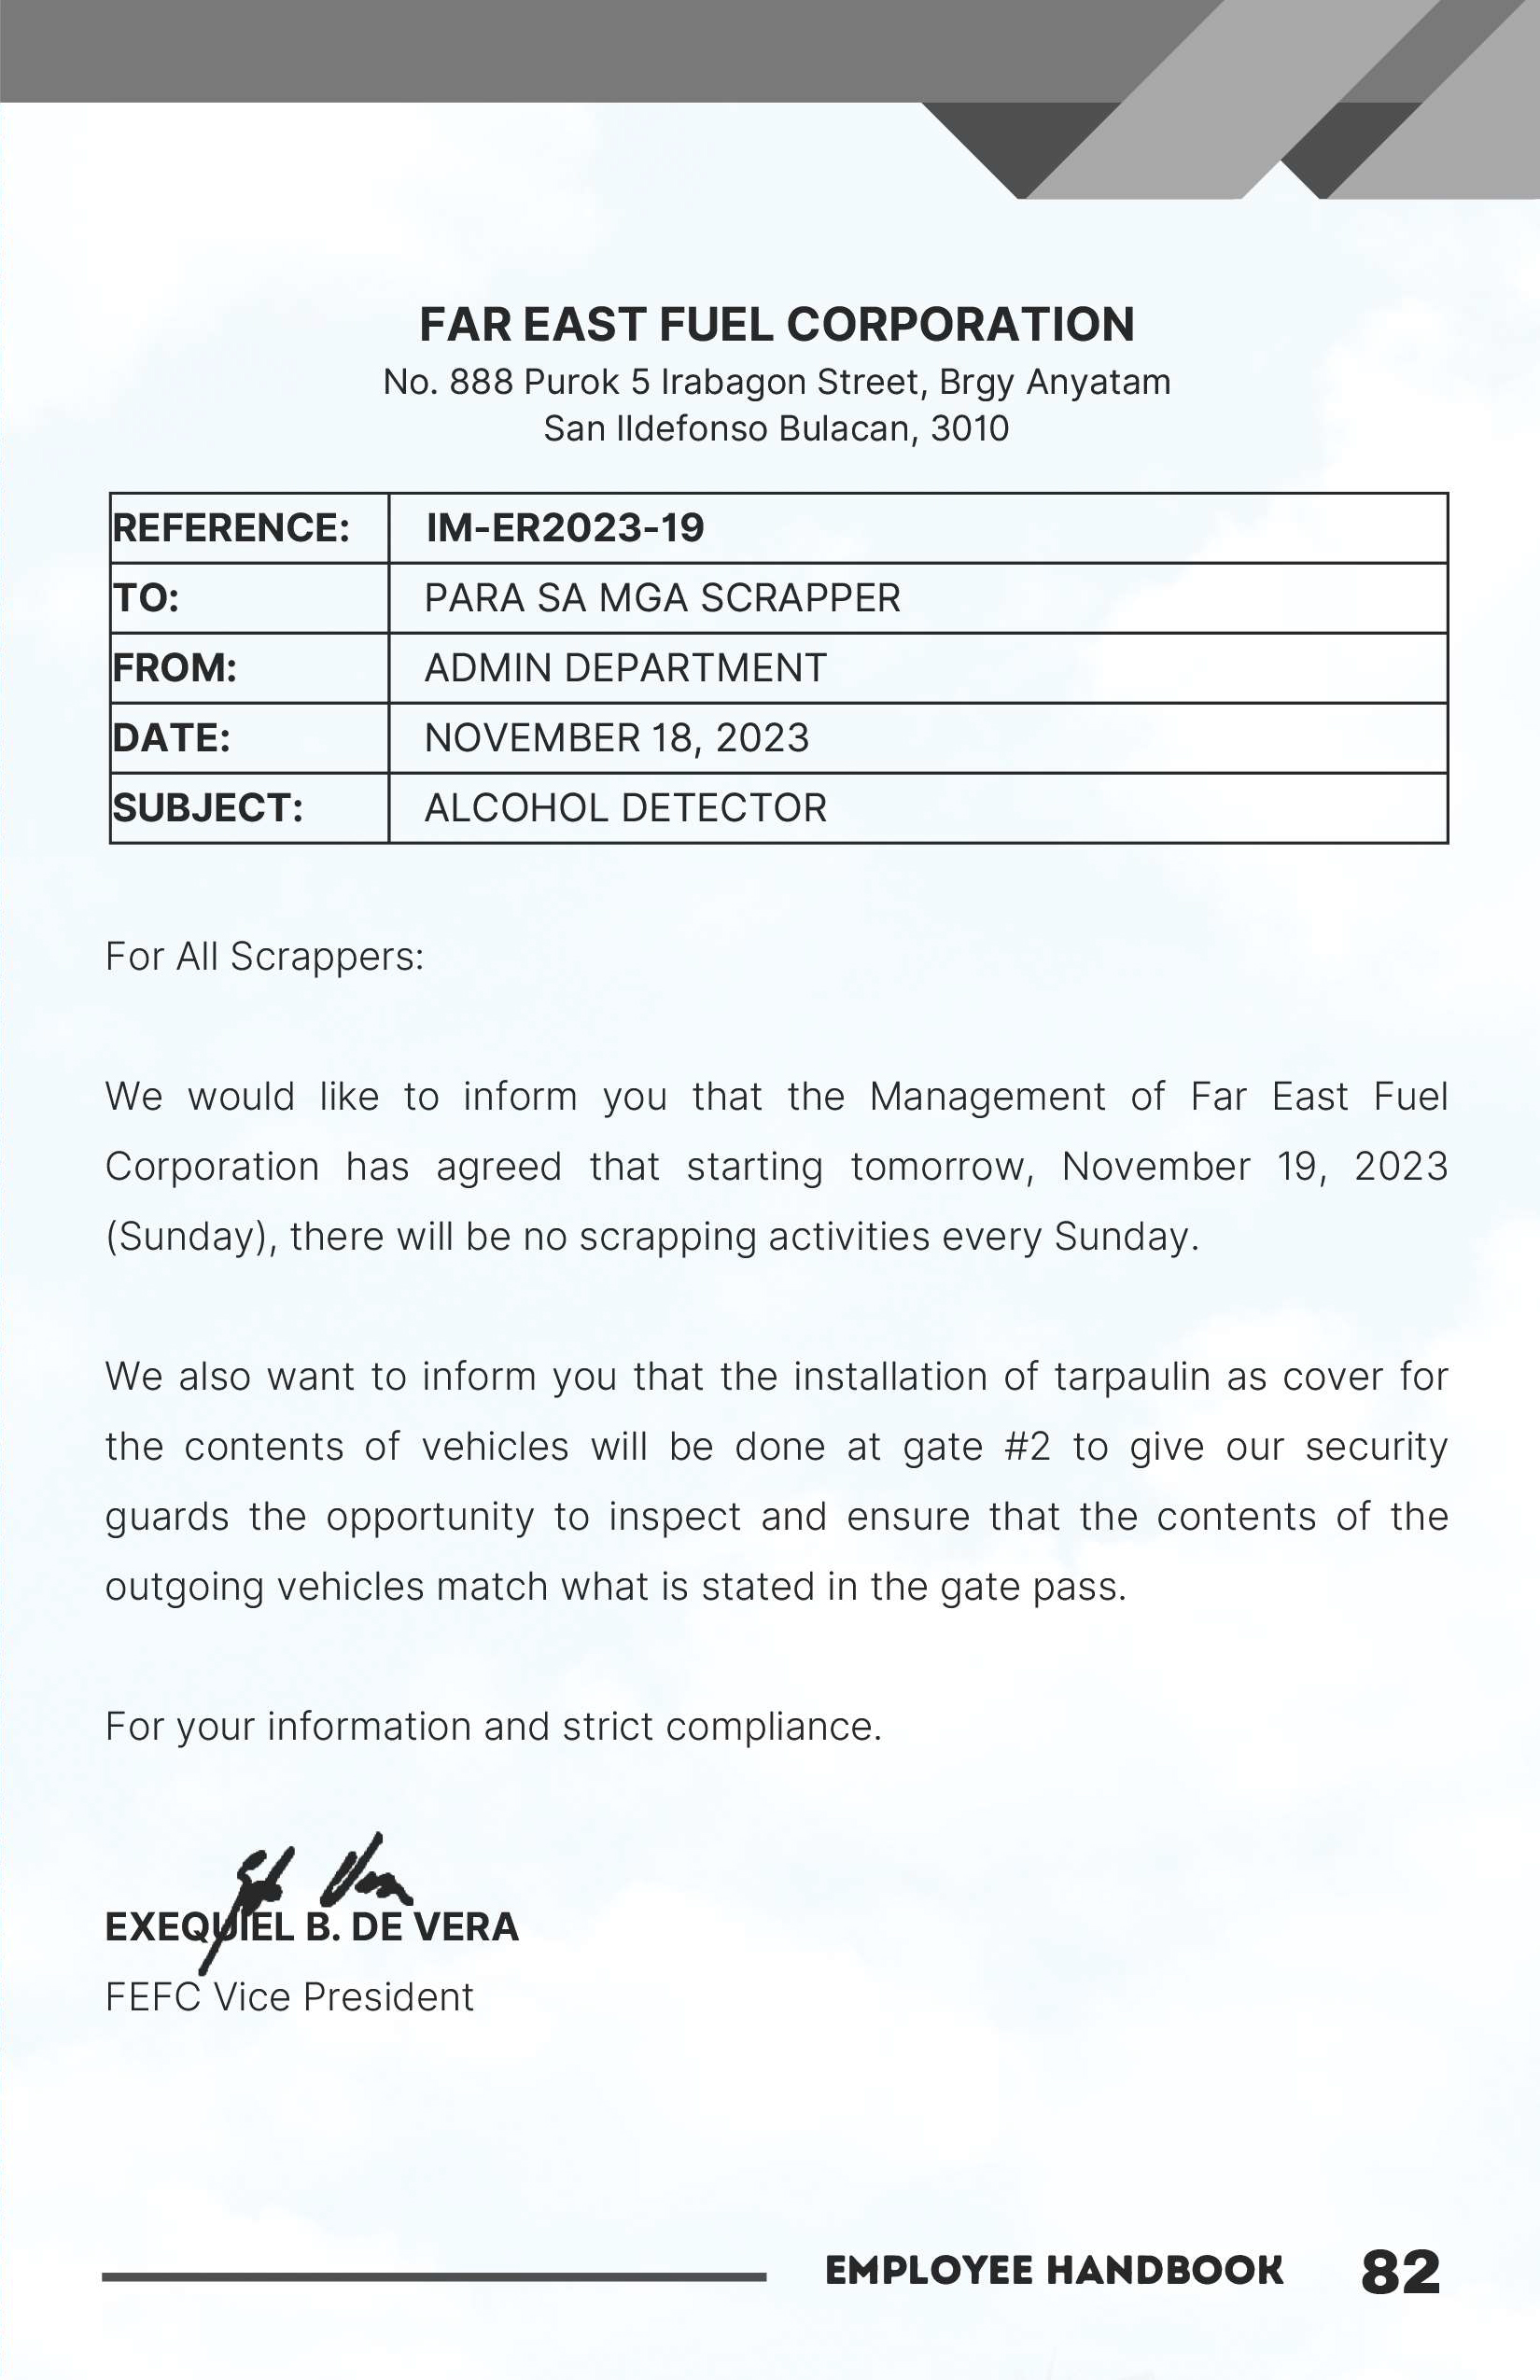 FAR EAST FUEL CORPORATION
No. 888 Purok 5 Irabagon Street, Brgy Anyatam
San Ildefonso Bulacan, 3010
REFERENCE: IM-ER2023-19
TO: PARA SA MGA SCRAPPER
FROM: ADMIN DEPARTMENT
DATE: NOVEMBER 18, 2023
SUBJECT: ALCOHOL DETECTOR
For All Scrappers:
We would like to inform you that the Management of Far East Fuel
Corporation has agreed that starting tomorrow, November 19, 2023
(Sunday), there will be no scrapping activities every Sunday.
We also want to inform you that the installation of tarpaulin as cover for
the contents of vehicles will be done at gate #2 to give our security
guards the opportunity to inspect and ensure that the contents of the
outgoing vehicles match what is stated in the gate pass.
For your information and strict compliance.
EXEQUIEL B. DE VERA
FEFC Vice President
EMPLOYEE HANDBOOK 82